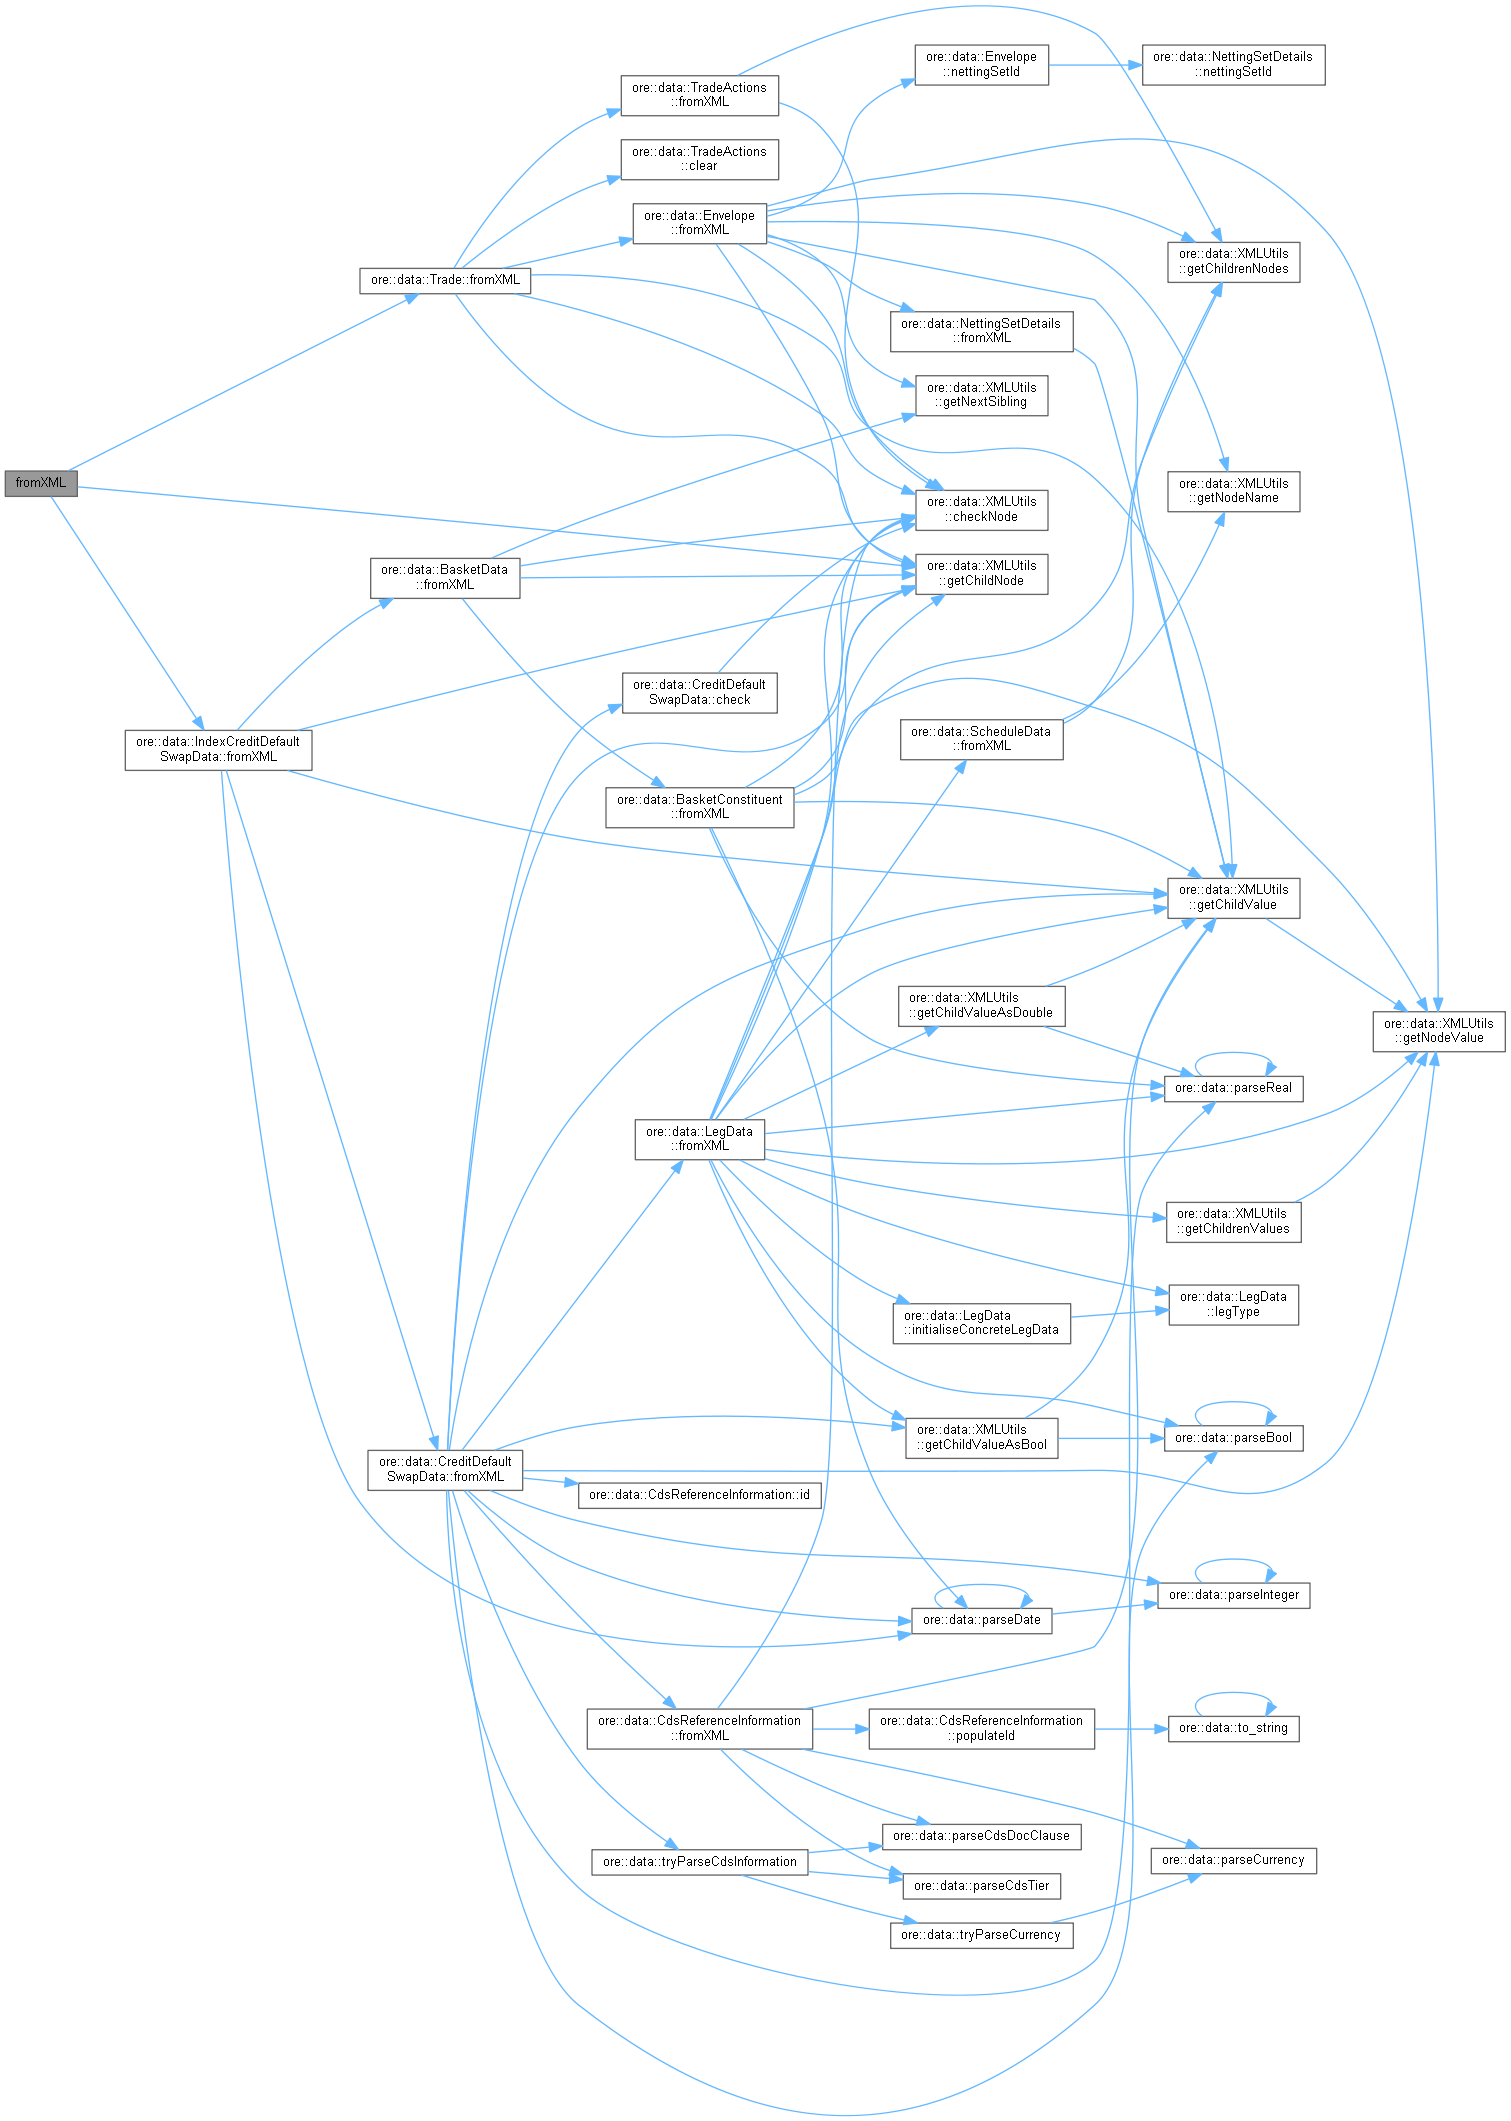 ore::data::Envelope
::nettingSetId
ore::data::NettingSetDetails
::nettingSetId
ore::data::TradeActions
::fromXML
ore::data::TradeActions
::clear
ore::data::Envelope
::fromXML
ore::data::XMLUtils
::getChildrenNodes
ore::data::Trade::fromXML
ore::data::NettingSetDetails
::fromXML
ore::data::XMLUtils
::getNextSibling
fromXML
ore::data::XMLUtils
::getNodeName
ore::data::XMLUtils
::checkNode
ore::data::BasketData
::fromXML
ore::data::XMLUtils
::getChildNode
ore::data::CreditDefault
SwapData::check
ore::data::IndexCreditDefault
SwapData::fromXML
ore::data::ScheduleData
::fromXML
ore::data::BasketConstituent
::fromXML
ore::data::XMLUtils
::getChildValue
ore::data::XMLUtils
::getChildValueAsDouble
ore::data::XMLUtils
::getNodeValue
ore::data::parseReal
ore::data::LegData
::fromXML
ore::data::XMLUtils
::getChildrenValues
ore::data::LegData
::legType
ore::data::LegData
::initialiseConcreteLegData
ore::data::XMLUtils
::getChildValueAsBool
ore::data::parseBool
ore::data::CreditDefault
SwapData::fromXML
ore::data::CdsReferenceInformation::id
ore::data::parseInteger
ore::data::parseDate
ore::data::CdsReferenceInformation
::fromXML
ore::data::CdsReferenceInformation
::populateId
ore::data::to_string
ore::data::parseCdsDocClause
ore::data::tryParseCdsInformation
ore::data::parseCurrency
ore::data::parseCdsTier
ore::data::tryParseCurrency